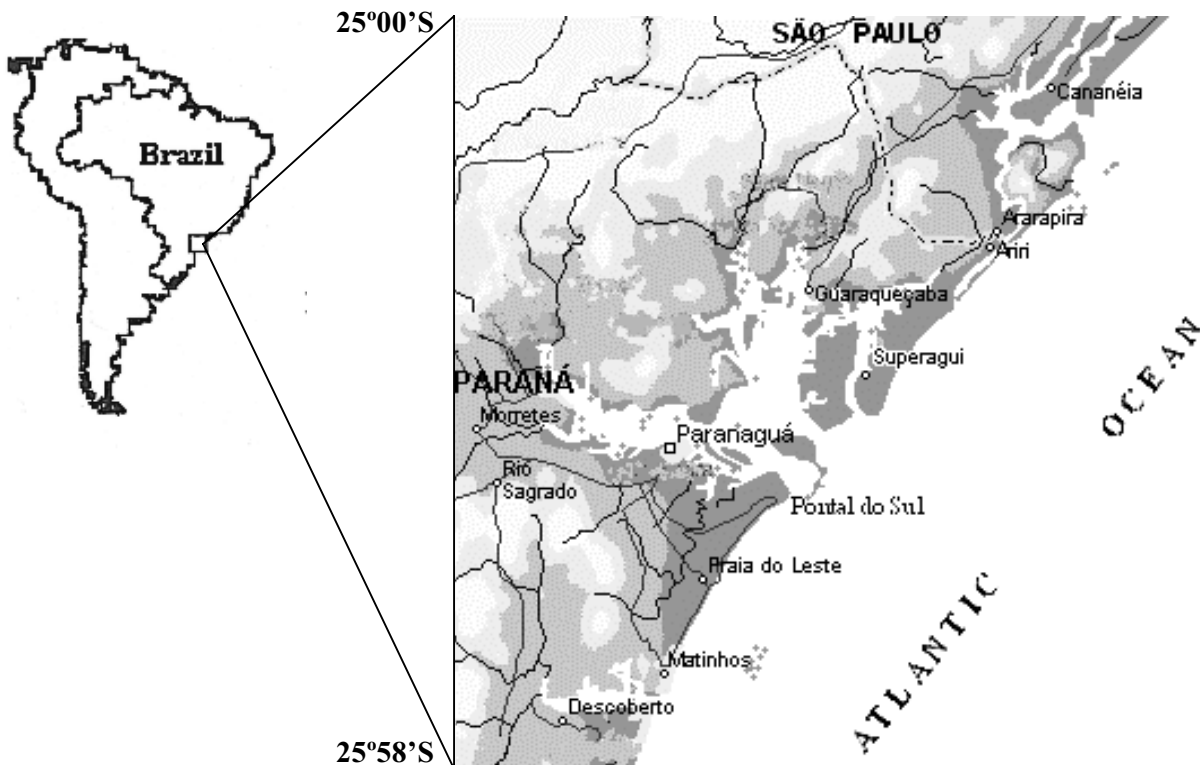 25º00’S
SÃO PAULO
Cananéia
Brazil
Ararapira
Ariri
Guaraqueçaba
OCEAN
Superagui
PARANÁ
Morretes
Paranaguá
Rio
Sagrado
Pontal do Sul
Praia do Leste
ATLANTIC
Matinhos
Descoberto
25º58’S